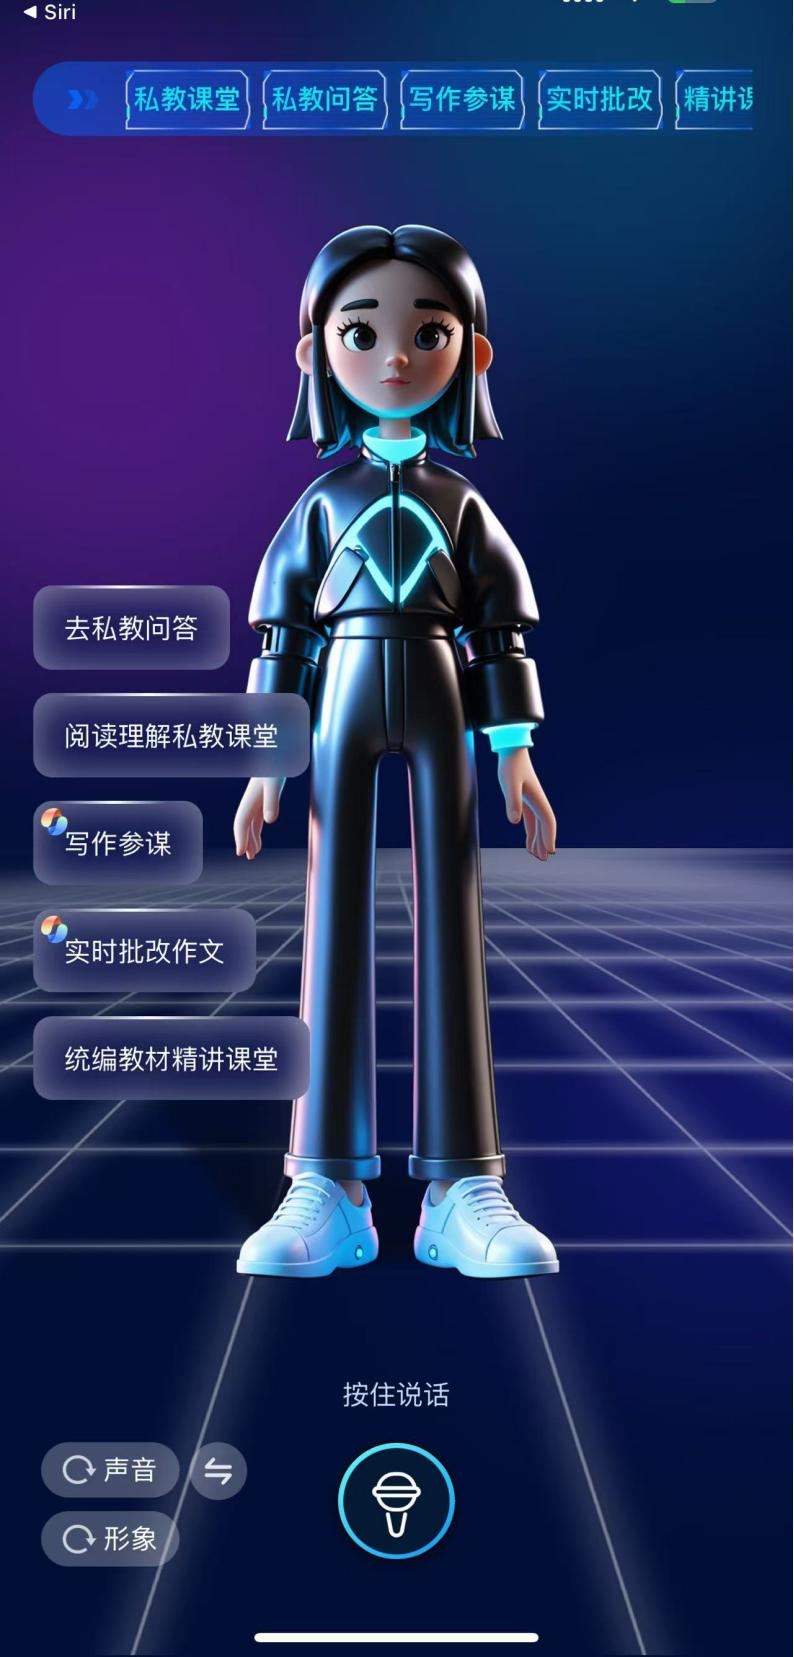 ◀ Siri
私教课堂 私教问答 写作参谋 实时批改 精讲
去私教问答
阅读理解私教课堂
写作参谋
实时批改作文
统编教材精讲课堂
按住说话
声音
形象